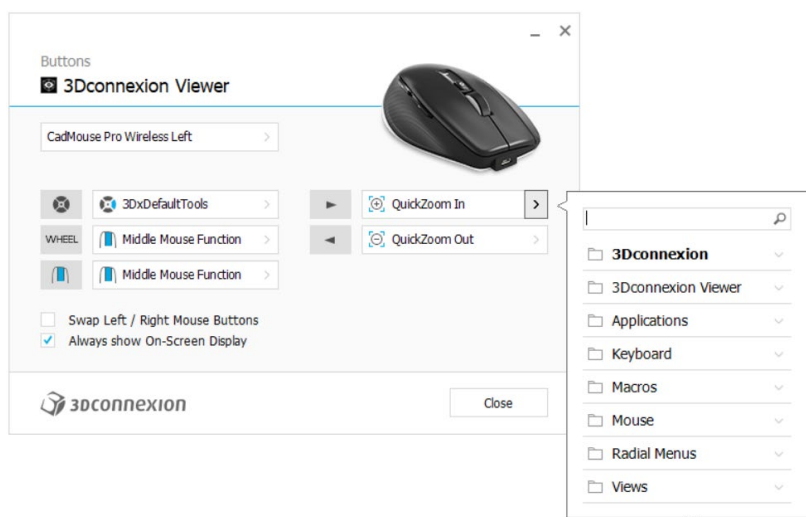 Buttons
3Dconnexion Viewer
CadMouse Pro Wireless Left
3DxDefaultTools
QuickZoom In
WHEEL
Middle Mouse Function
QuickZoom Out
Middle Mouse Function
Swap Left / Right Mouse Buttons
Always show On-Screen Display
3Dconnexion
Close
3Dconnexion
3Dconnexion Viewer
Applications
Keyboard
Macros
Mouse
Radial Menus
Views